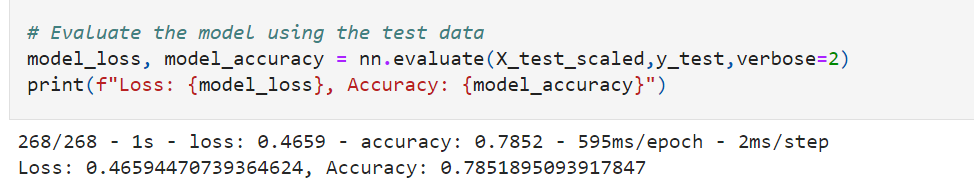 # Evaluate the model using the test data
model_loss, model_accuracy = nn.evaluate(X_test_scaled,y_test,verbose=2)
print(f"Loss: {model_loss}, Accuracy: {model_accuracy}")
268/268 - 1s - loss: 0.4659 - accuracy: 0.7852 - 595ms/epoch - 2ms/step
Loss: 0.46594470739364624, Accuracy: 0.7851895093917847